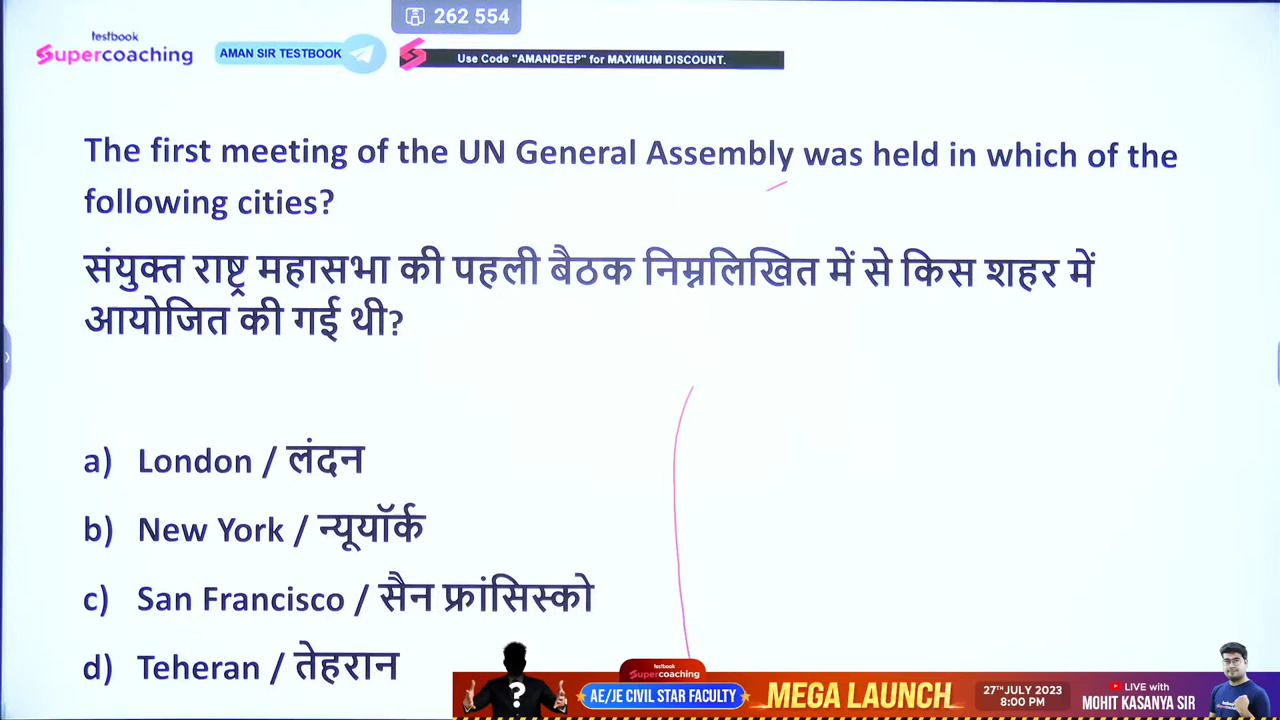 262 554
testbook
Supercoaching
AMAN SIR TESTBOOK
Use Code "AMANDEEP" for MAXIMUM DISCOUNT.
The first meeting of the UN General Assembly was held in which of the
following cities?
संयुक्त राष्ट्र महासभा की पहली बैठक निम्नलिखित में से किस शहर में
आयोजित की गई थी?
a) London / लंदन
b) New York / न्यूयॉर्क
c) San Francisco / सैन फ्रांसिस्को
d) Teheran / तेहरान
?
testbook
Supercoaching
AE/JE CIVIL STAR FACULTY
MEGA LAUNCH
27TH JULY 2023
8:00 PM
LIVE with
MOHIT KASANYA SIR